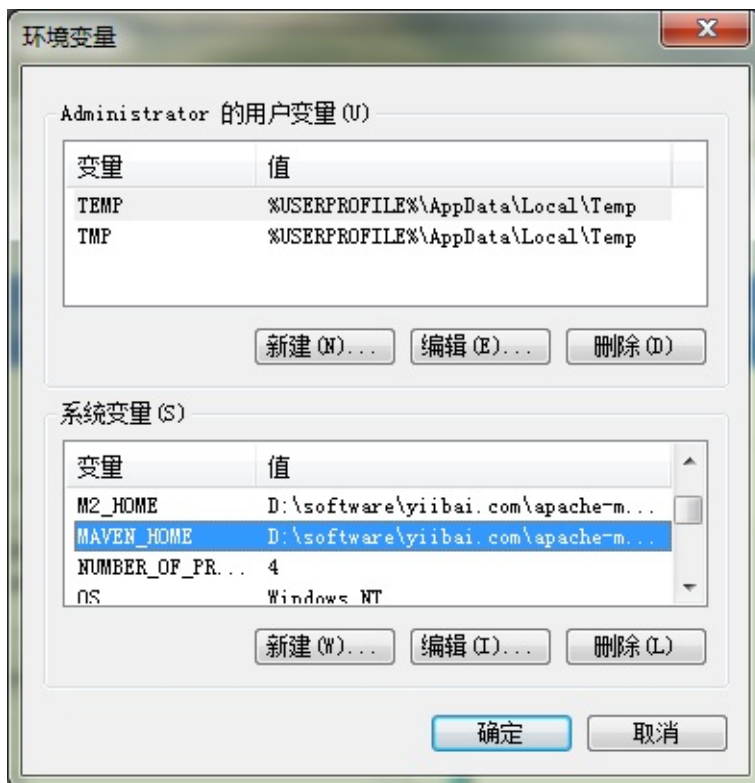 环境变量
Administrator 的用户变量(U)
变量 值
TEMP %USERPROFILE%\AppData\Local\Temp
TMP %USERPROFILE%\AppData\Local\Temp
新建(N)... 编辑(E)... 删除(D)
系统变量(S)
变量 值
M2_HOME D:\software\yiibai.com\apache-m...
MAVEN_HOME D:\software\yiibai.com\apache-m...
NUMBER_OF_PR... 4
OS Windows_NT
新建(W)... 编辑(I)... 删除(L)
确定 取消